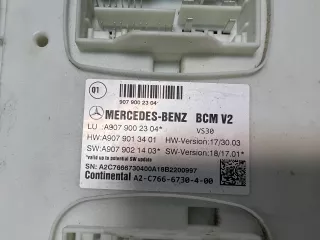 01
907 900 23 04*
MERCEDES-BENZ BCM V2
LU :A907 900 23 04* VS30
HW:A907 901 34 01 HW-Version:17/30.03
SW:A907 902 14 03* SW-Version:18/17.01*
*valid up to potential SW update
SN: A2C7666730400A18B2200997
Continental A2-C766-6730-4-00